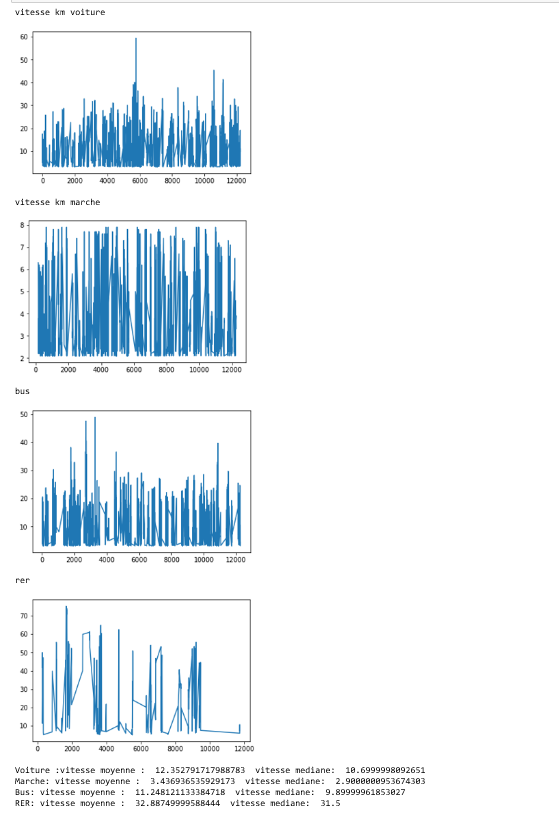 vitesse km voiture
60
50
40
30
20
10
0 2000 4000 6000 8000 10000 12000
vitesse km marche
8
7
6
5
4
3
2
0 2000 4000 6000 8000 10000 12000
bus
50
40
30
20
10
0 2000 4000 6000 8000 10000 12000
rer
70
60
50
40
30
20
10
0 2000 4000 6000 8000 10000 12000
Voiture :vitesse moyenne : 12.352791717988783 vitesse mediane: 10.6999998092651
Marche: vitesse moyenne : 3.436936535929173 vitesse mediane: 2.9000000953674303
Bus: vitesse moyenne : 11.248121133384718 vitesse mediane: 9.89999961853027
RER: vitesse moyenne : 32.88749999588444 vitesse mediane: 31.5